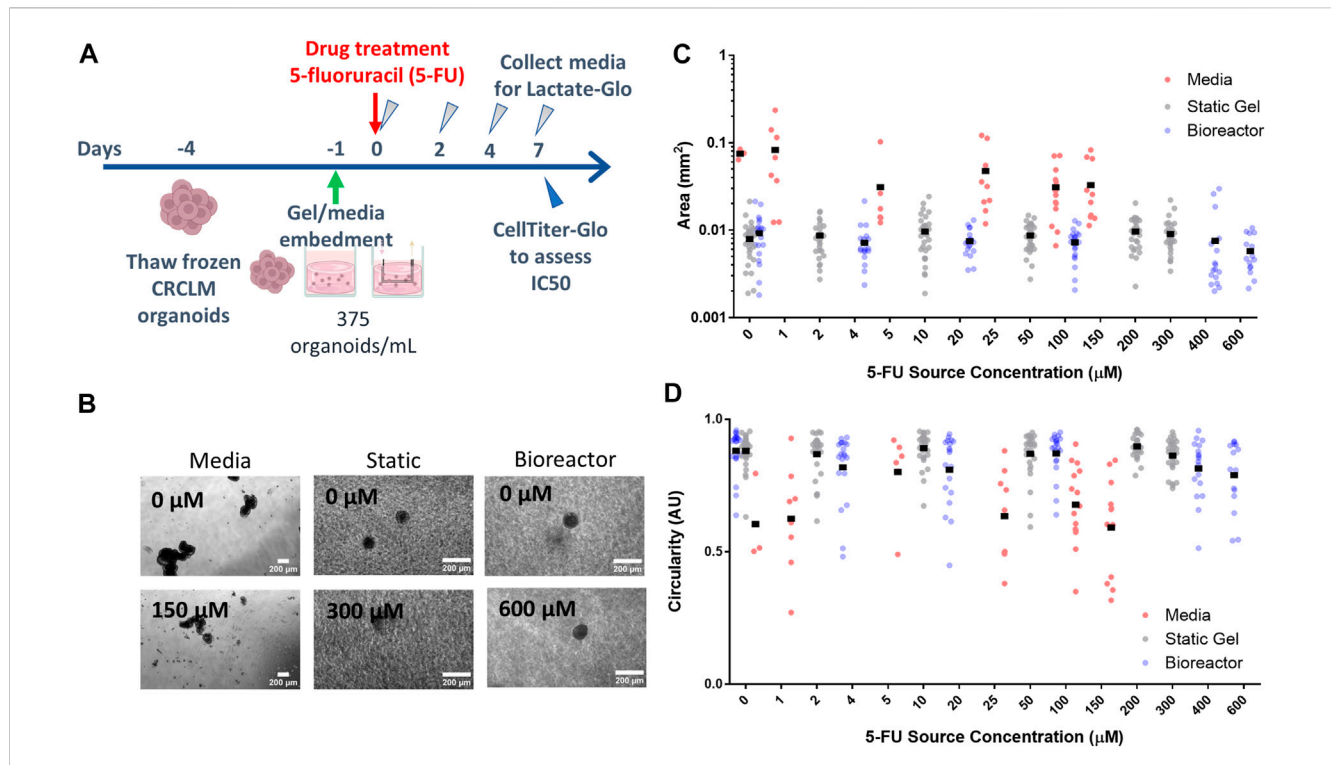 A
Drug treatment
5-fluoruracil (5-FU)
Collect media
for Lactate-Glo
Days
-4
-1
0
2
4
7
Gel/media
embedment
Thaw frozen
CRCLM
organoids
375
organoids/mL
CellTiter-Glo
to assess
IC50
B
Media
Static
Bioreactor
0 µM
200 µm
0 µM
200 µm
0 µM
200 µm
150 µM
200 µm
300 µM
200 µm
600 µM
200 µm
C
Area (mm²)
1
0.1
0.01
0.001
Media
Static Gel
Bioreactor
0
1
2
4
5
10
20
25
50
100
150
200
300
400
600
5-FU Source Concentration (µM)
D
Circularity (AU)
1.0
0.5
0.0
Media
Static Gel
Bioreactor
0
1
2
4
5
10
20
25
50
100
150
200
300
400
600
5-FU Source Concentration (µM)